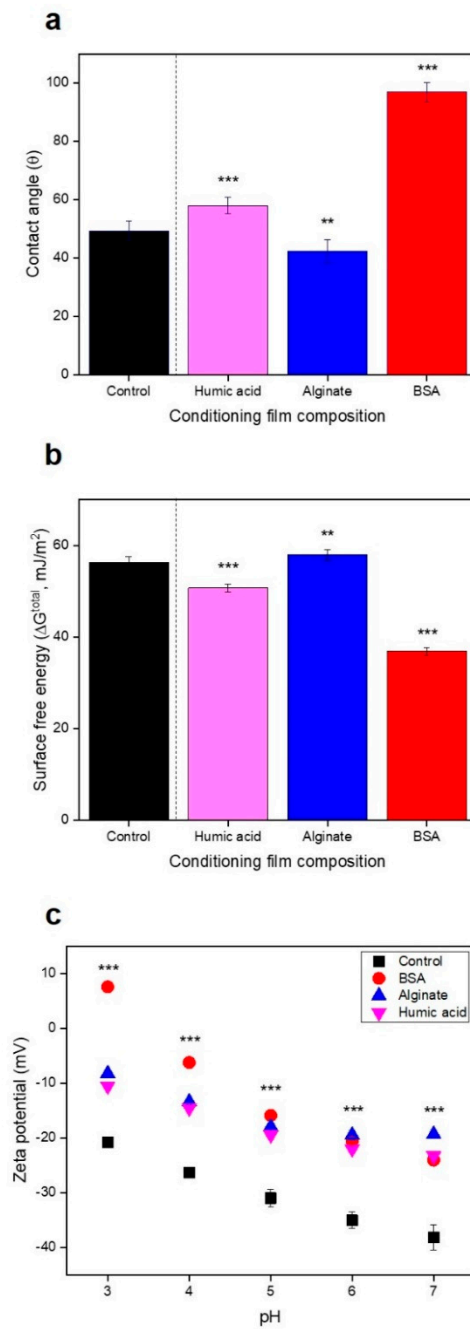 a
***
100
80
***
60
**
40
20
0
Contact angle (θ)
Control Humic acid Alginate BSA
Conditioning film composition
b
**
60
***
***
40
20
0
Surface free energy (ΔG^total, mJ/m²)
Control Humic acid Alginate BSA
Conditioning film composition
c
10
***
Control
BSA
Alginate
Humic acid
0
***
-10
***
*** ***
-20
-30
-40
Zeta potential (mV)
3 4 5 6 7
pH